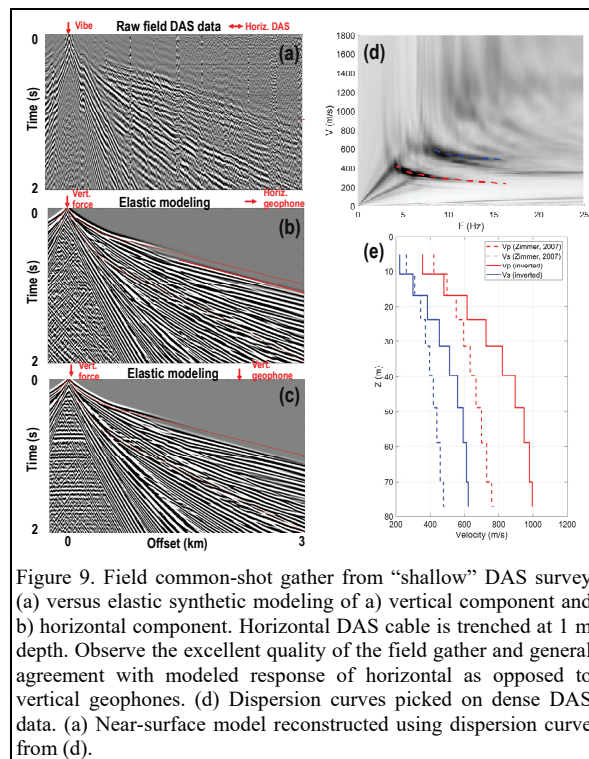 Vibe
Raw field DAS data
Horiz. DAS
(a)
0
Time (s)
2
Vert. force
Elastic modeling
Horiz. geophone
(b)
0
Time (s)
2
Vert. force
Elastic modeling
Vert. geophone
(c)
0
Time (s)
2
0
Offset (km)
3
(d)
1800
1600
1400
1200
1000
800
600
400
200
0
V (m/s)
0 5 10 15 20 25
F (Hz)
(e)
Vp (Zimmer, 2007)
Vs (Zimmer, 2007)
Vp (inverted)
Vs (inverted)
0
10
20
30
40
50
60
70
80
Z (m)
200 400 600 800 1000 1200
Velocity (m/s)
Figure 9. Field common-shot gather from “shallow” DAS survey
(a) versus elastic synthetic modeling of a) vertical component and
b) horizontal component. Horizontal DAS cable is trenched at 1 m
depth. Observe the excellent quality of the field gather and general
agreement with modeled response of horizontal as opposed to
vertical geophones. (d) Dispersion curves picked on dense DAS
data. (a) Near-surface model reconstructed using dispersion curve
from (d).